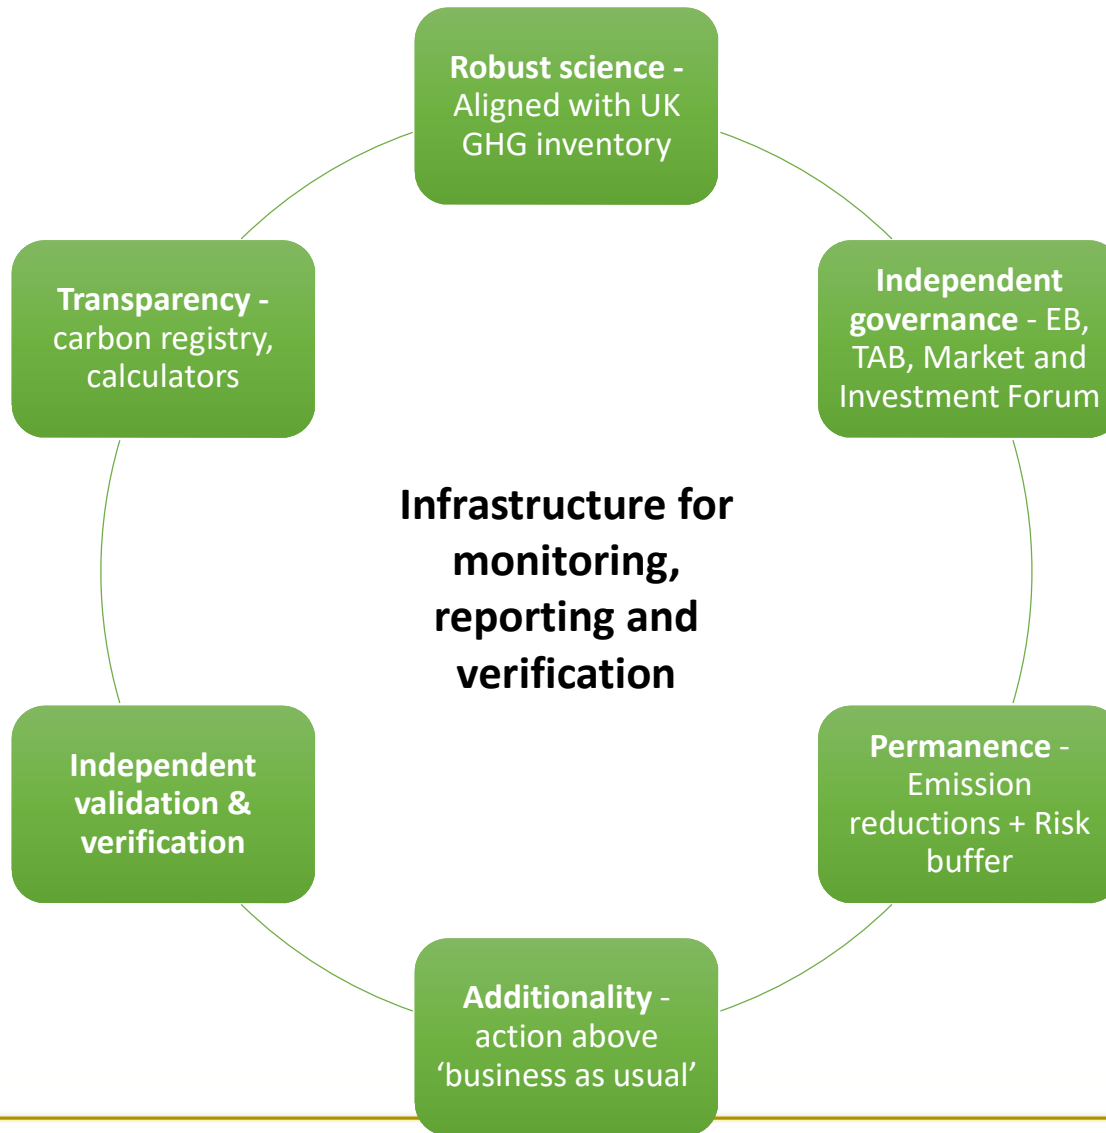 Robust science -
Aligned with UK
GHG inventory
Independent
governance - EB,
TAB, Market and
Investment Forum
Permanence -
Emission
reductions + Risk
buffer
Additionality -
action above
‘business as usual’
Independent
validation &
verification
Transparency -
carbon registry,
calculators
Infrastructure for
monitoring,
reporting and
verification